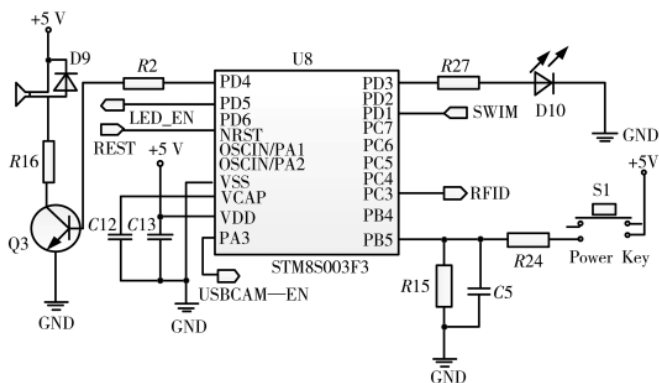 +5 V
D9
R2
U8
R27
PD4
PD3
PD5
PD2
LED_EN
PD6
PD1
SWIM
D10
REST
NRST
PC7
GND
+5 V
OSCIN/PA1
PC6
R16
OSCIN/PA2
PC5
+5V
VSS
PC4
S1
VCAP
PC3
RFID
C12
C13
VDD
PB4
Q3
PA3
PB5
STM8S003F3
R24
Power Key
USBCAM—EN
R15
C5
GND
GND
GND